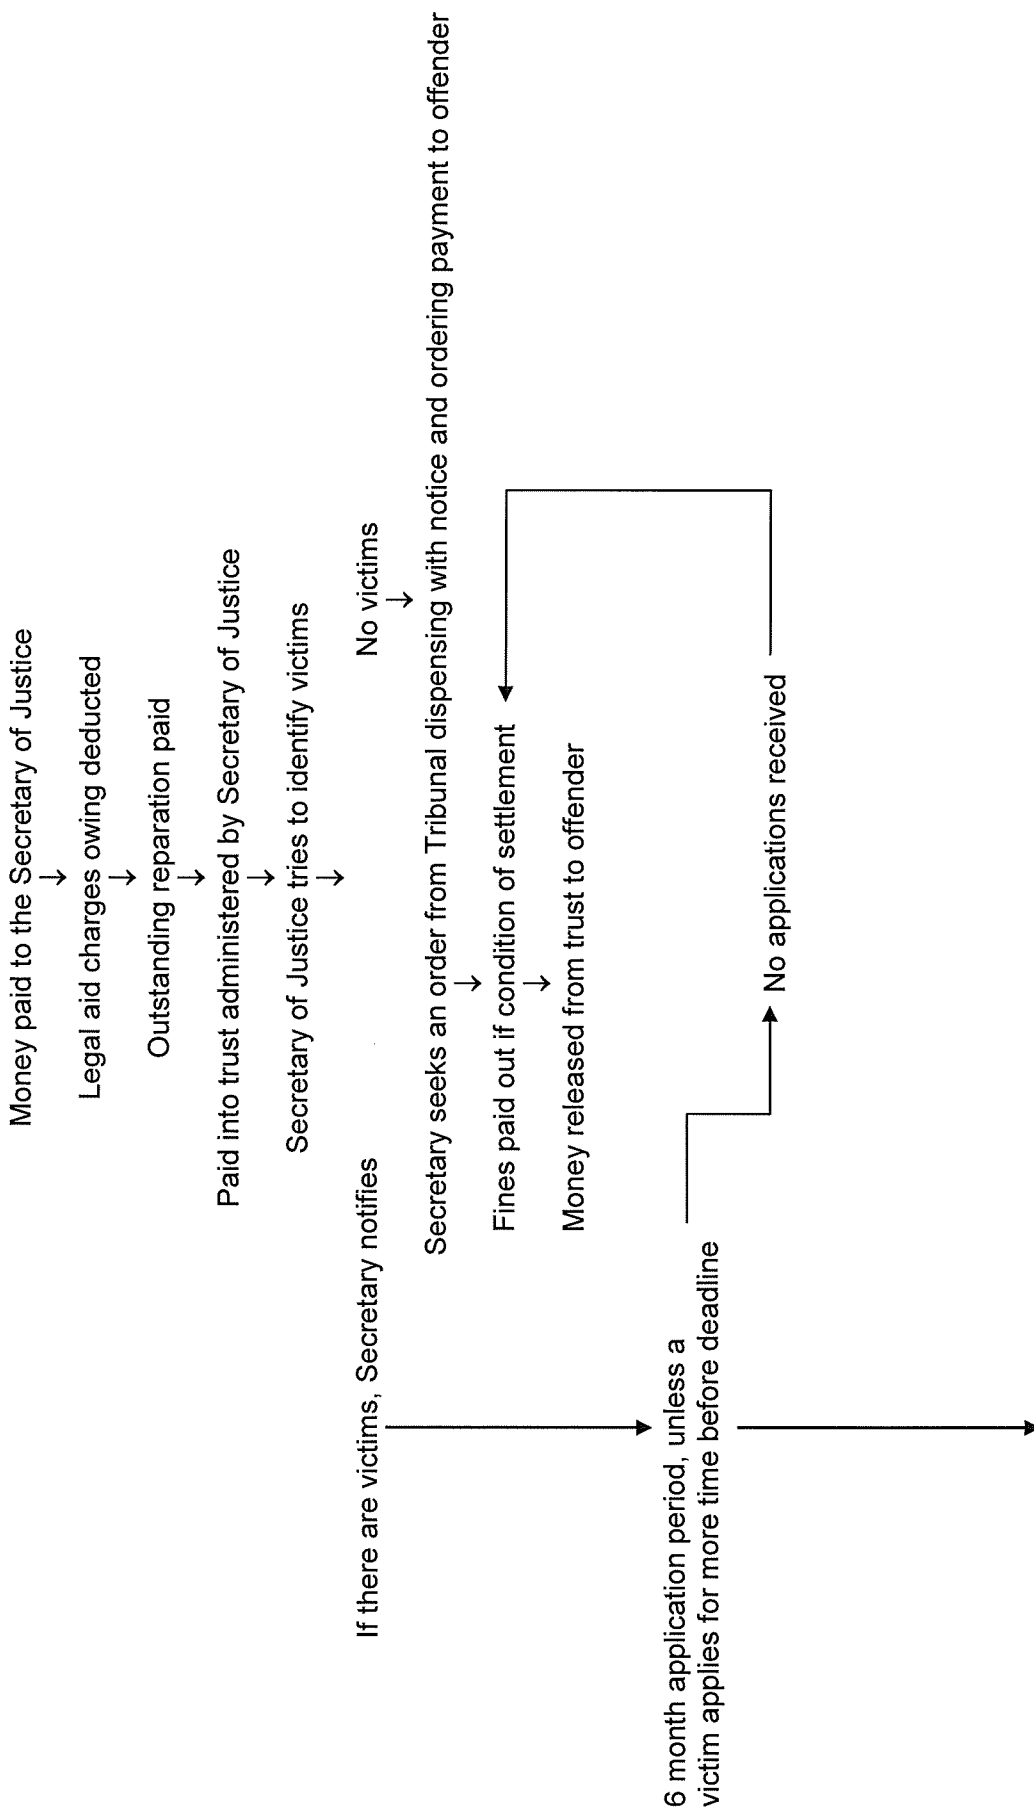 Money paid to the Secretary of Justice
↓
Legal aid charges owing deducted
↓
Outstanding reparation paid
↓
Paid into trust administered by Secretary of Justice
↓
Secretary of Justice tries to identify victims
↓
If there are victims, Secretary notifies
No victims
↓
Secretary seeks an order from Tribunal dispensing with notice and ordering payment to offender
↓
Fines paid out if condition of settlement
↓
Money released from trust to offender
6 month application period, unless a
victim applies for more time before deadline
No applications received